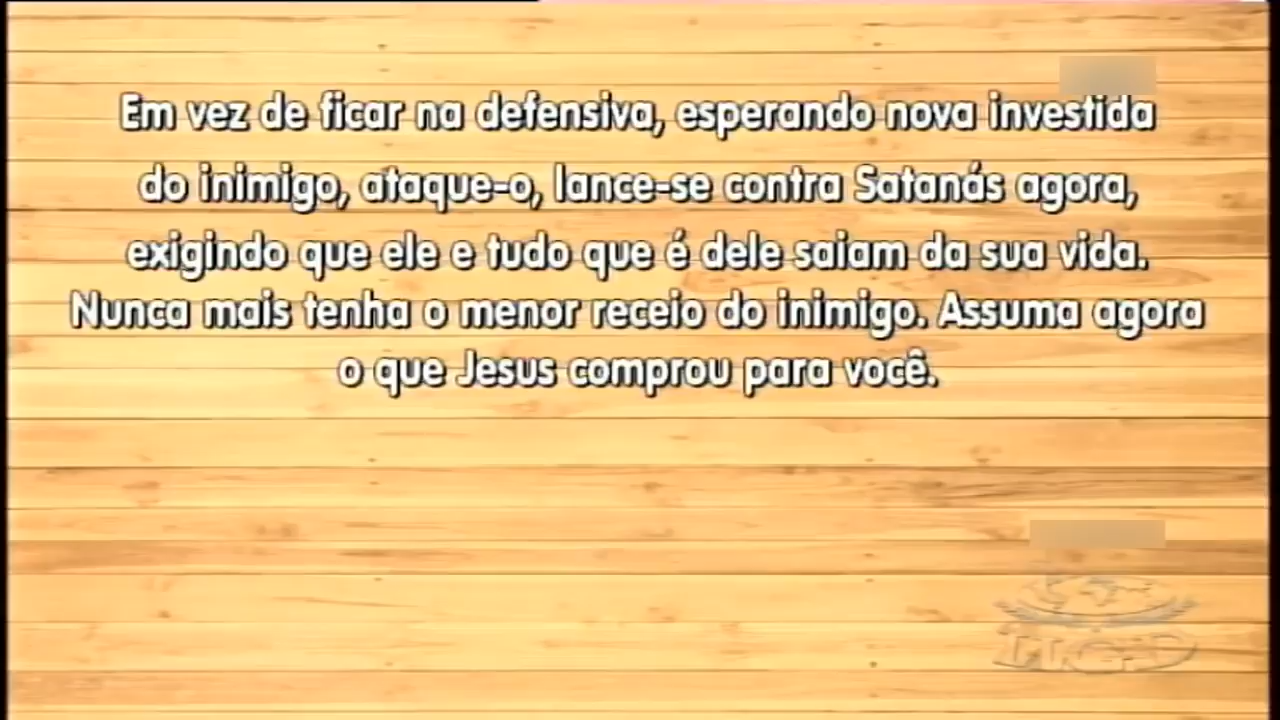 Em vez de ficar na defensiva, esperando nova investida
do inimigo, ataque-o, lance-se contra Satanás agora,
exigindo que ele e tudo que é dele saiam da sua vida.
Nunca mais tenha o menor receio do inimigo. Assuma agora
o que Jesus comprou para você.